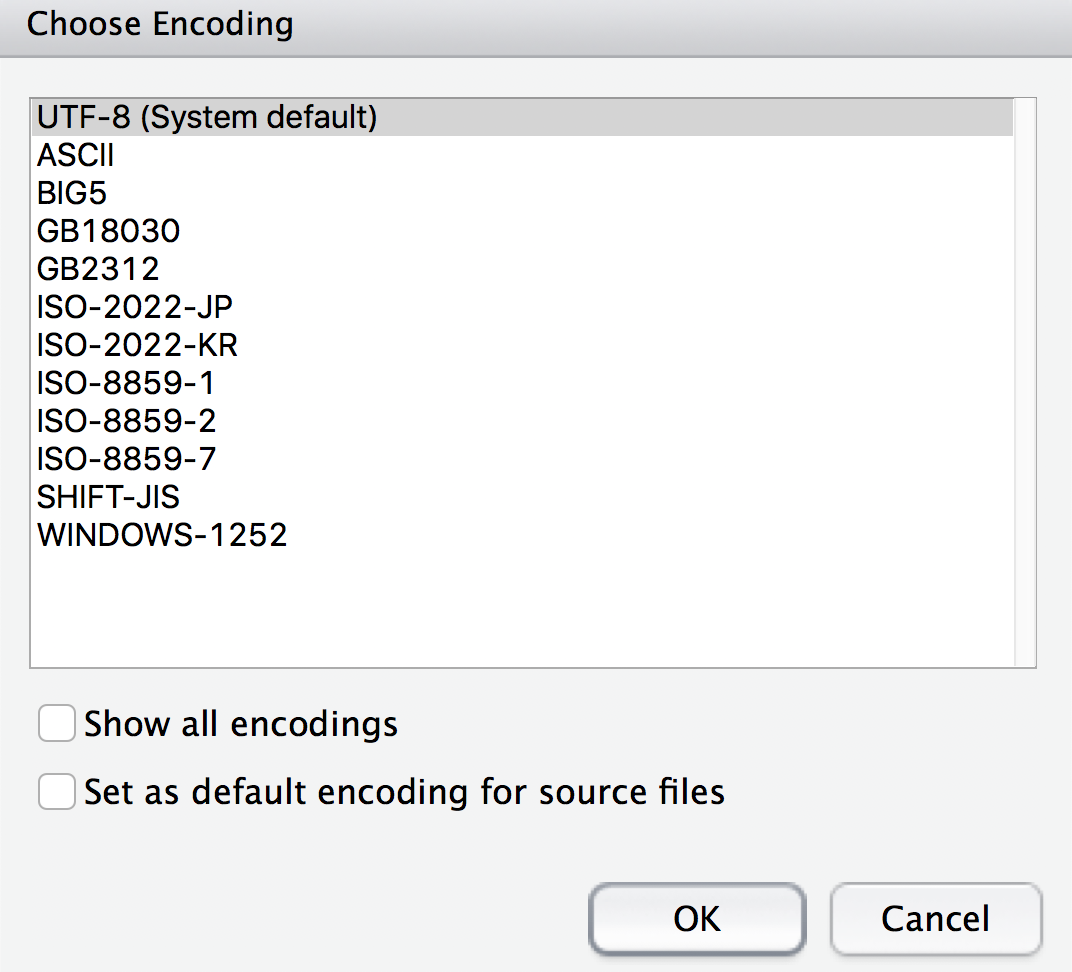 Choose Encoding
UTF-8 (System default)
ASCII
BIG5
GB18030
GB2312
ISO-2022-JP
ISO-2022-KR
ISO-8859-1
ISO-8859-2
ISO-8859-7
SHIFT-JIS
WINDOWS-1252
Show all encodings
Set as default encoding for source files
OK Cancel